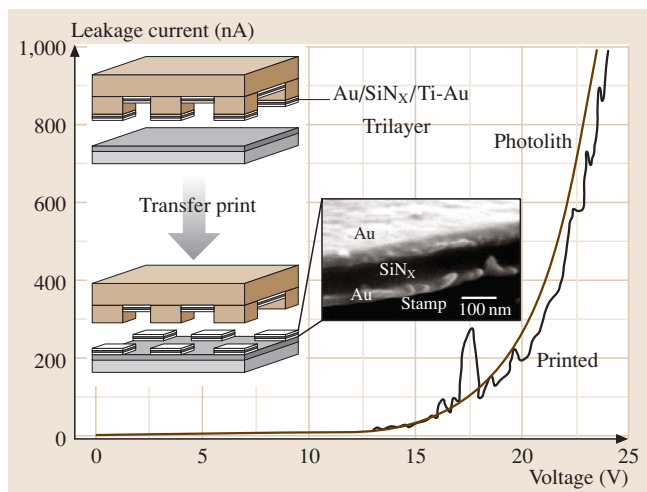 Leakage current (nA)
1,000
800
600
400
200
0
Au/SiNX/Ti-Au
Trilayer
Photolith
Transfer print
Au
SiNX
Au
Stamp
100 nm
Printed
0 5 10 15 20 25
Voltage (V)